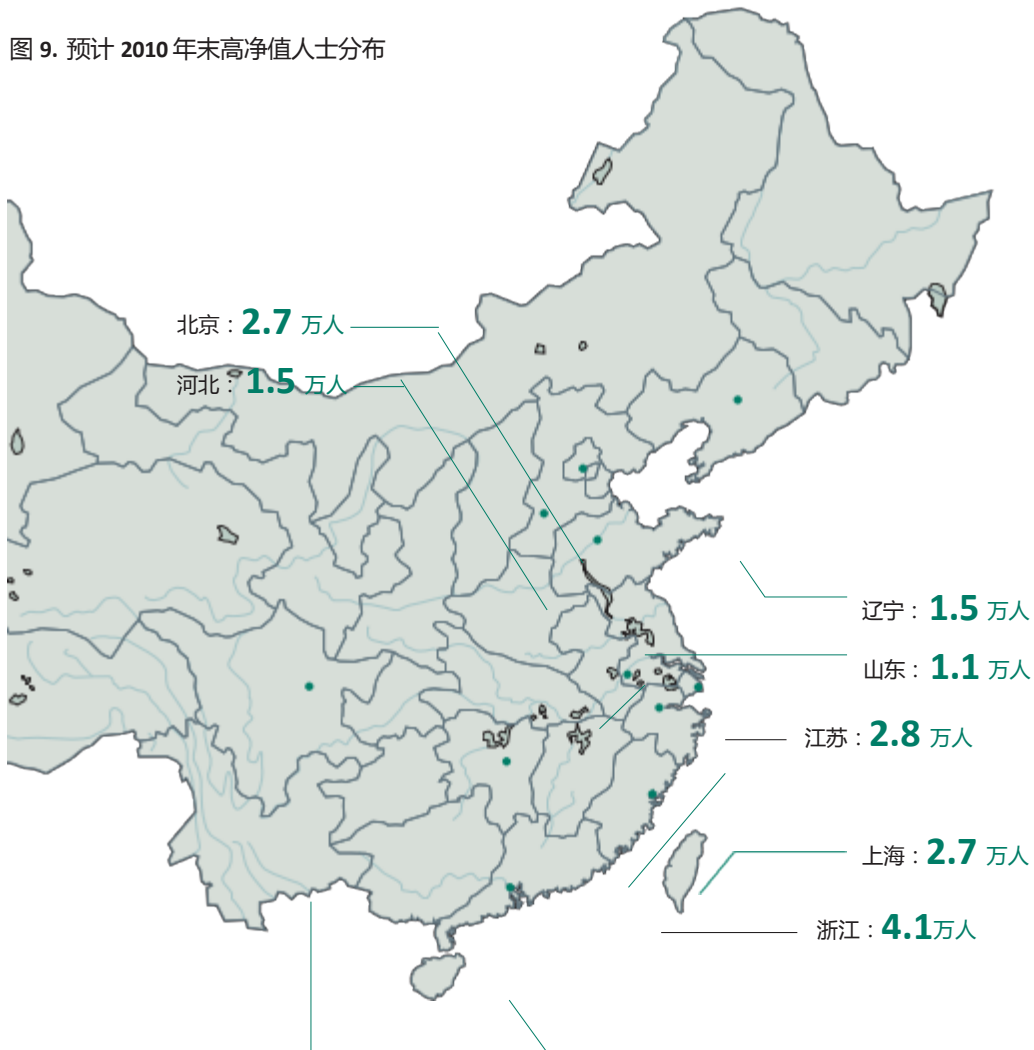 图 9. 预计 2010 年末高净值人士分布
北京：2.7 万人
河北：1.5 万人
辽宁：1.5 万人
山东：1.1 万人
江苏：2.8 万人
上海：2.7 万人
浙江：4.1万人